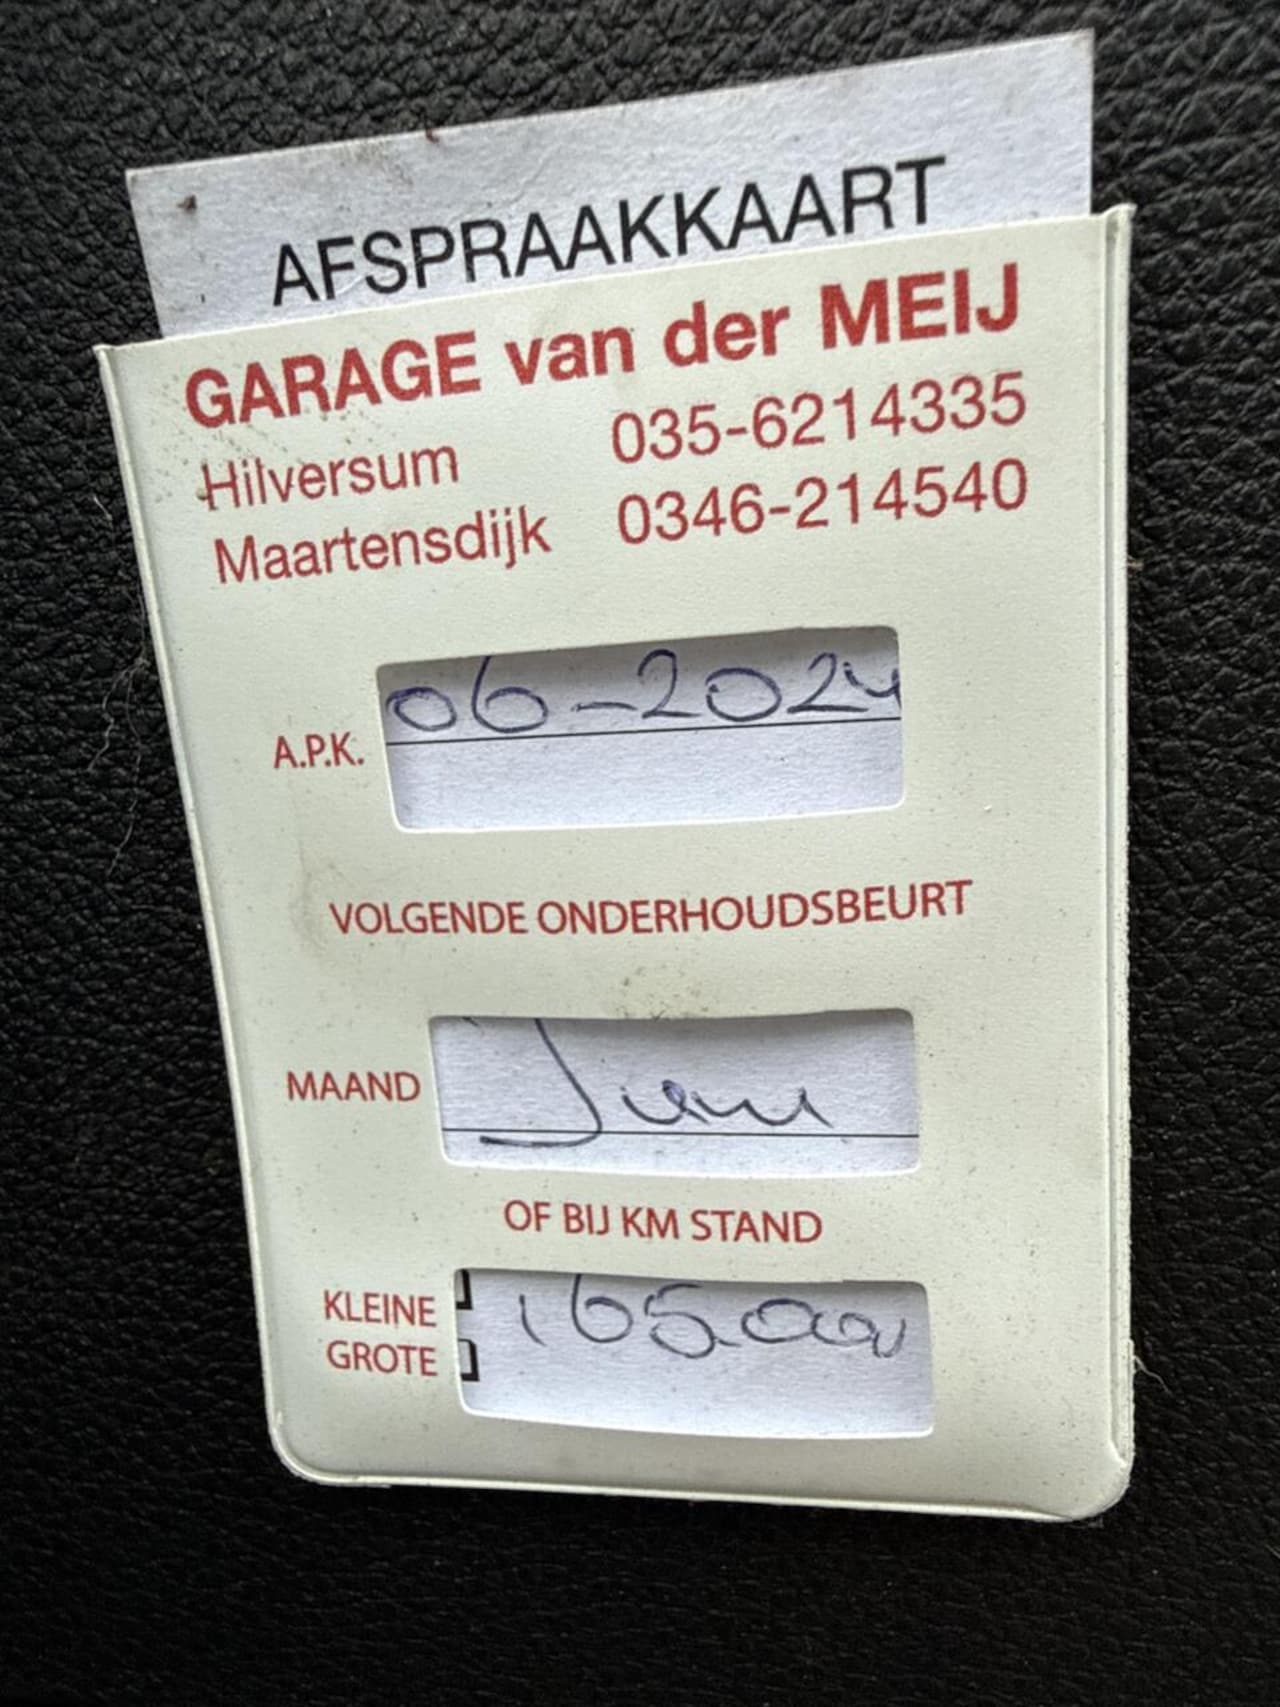 AFSPRAAKKAART
GARAGE van der MEIJ
Hilversum 035-6214335
Maartensdijk 0346-214540
06-2024
A.P.K.
VOLGENDE ONDERHOUDSBEURT
MAAND Juni
OF BIJ KM STAND
KLEINE 165.000
GROTE